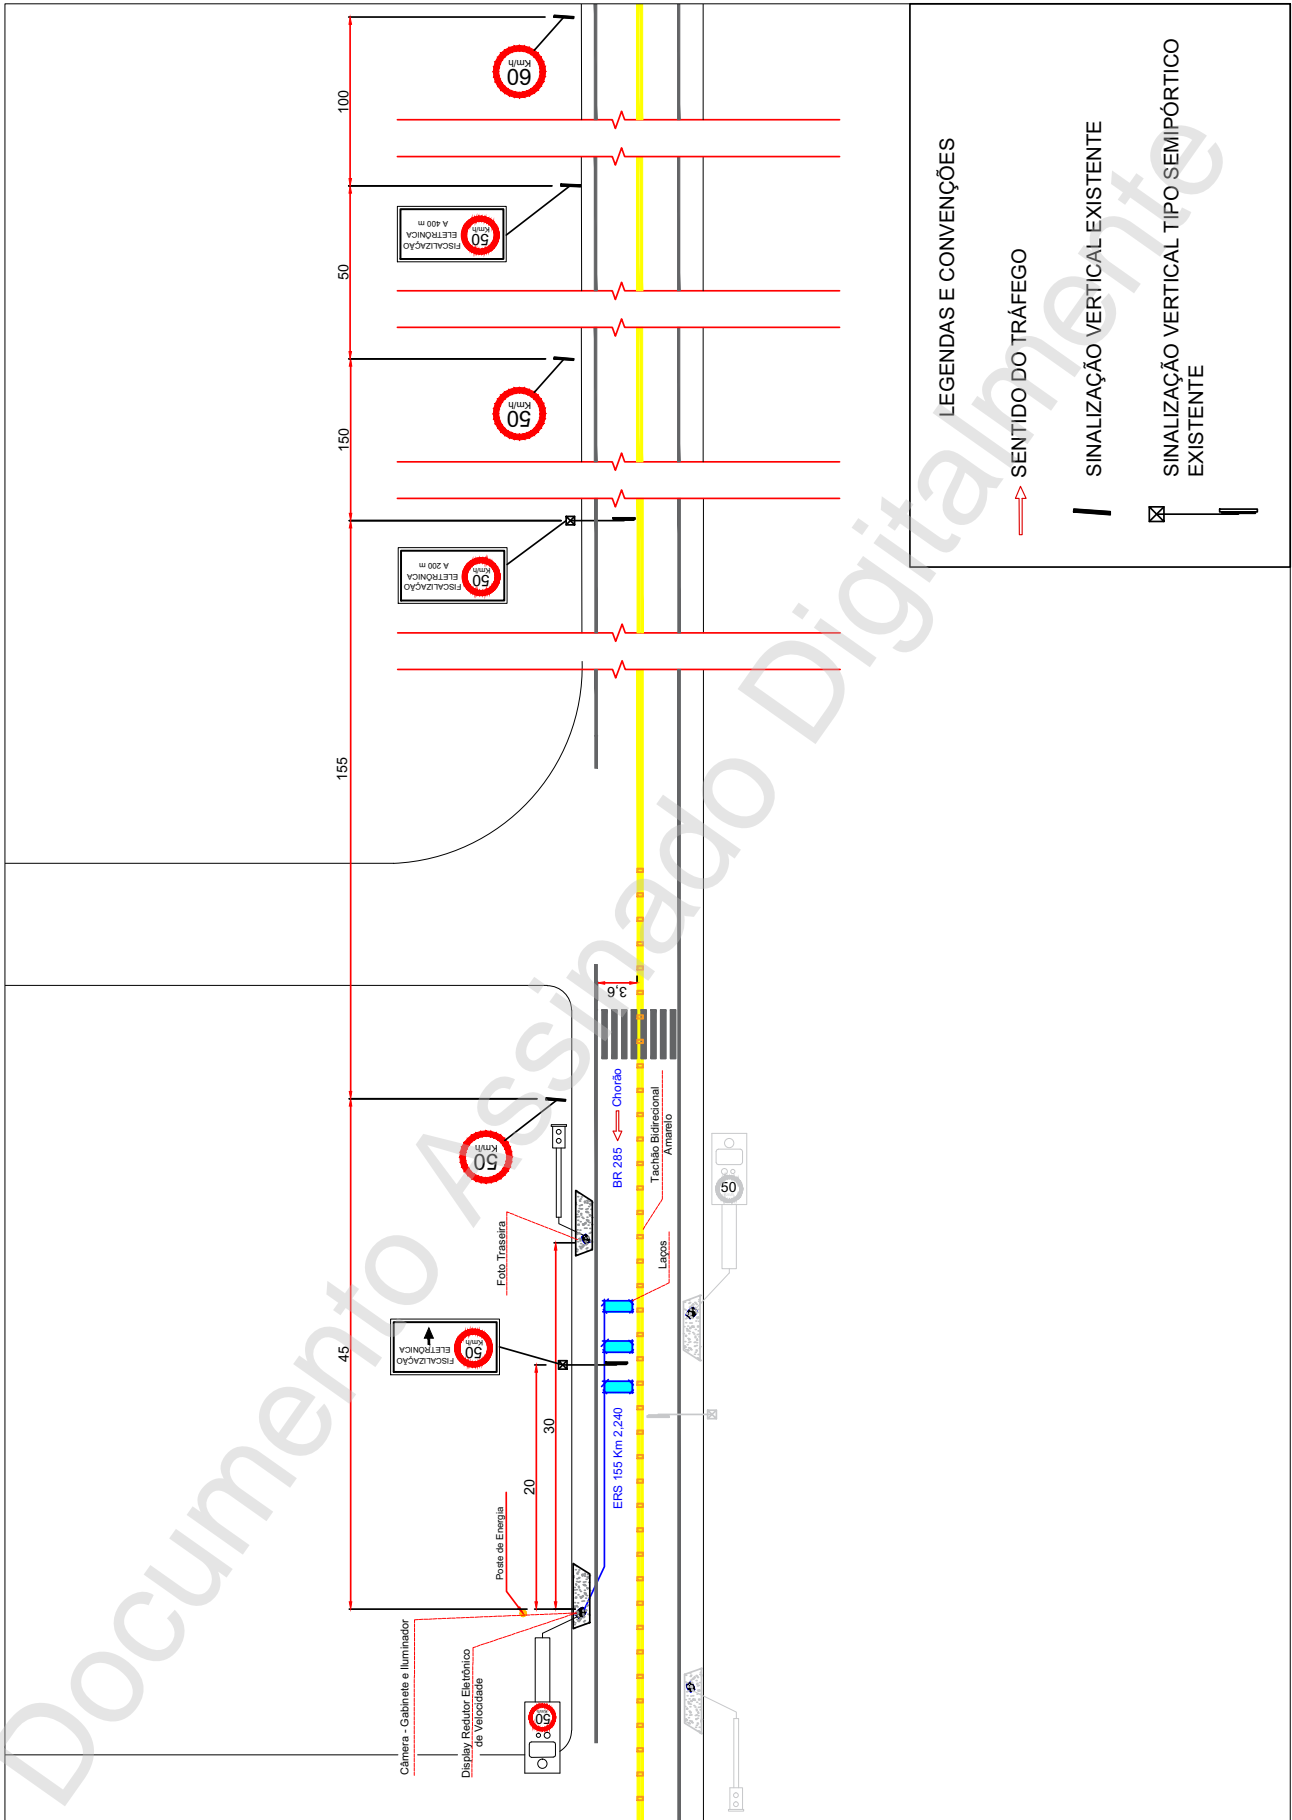 60
Km/h
100
FISCALIZAÇÃO
ELETRÔNICA
A 400 m
50
Km/h
50
50
Km/h
150
FISCALIZAÇÃO
ELETRÔNICA
A 200 m
50
Km/h
155
3,6
BR 285
Chorão
Tachão Bidirecional
Amarelo
50
Km/h
Foto Traseira
Laços
50
FISCALIZAÇÃO
ELETRÔNICA
50
Km/h
45
30
20
ERS 155 Km 2,240
Poste de Energia
Câmera - Gabinete e Iluminador
Display Redutor Eletrônico
de Velocidade
50
Km/h
LEGENDAS E CONVENÇÕES
SENTIDO DO TRÁFEGO
SINALIZAÇÃO VERTICAL EXISTENTE
SINALIZAÇÃO VERTICAL TIPO SEMIPÓRTICO
EXISTENTE
Documento Assinado Digitalmente